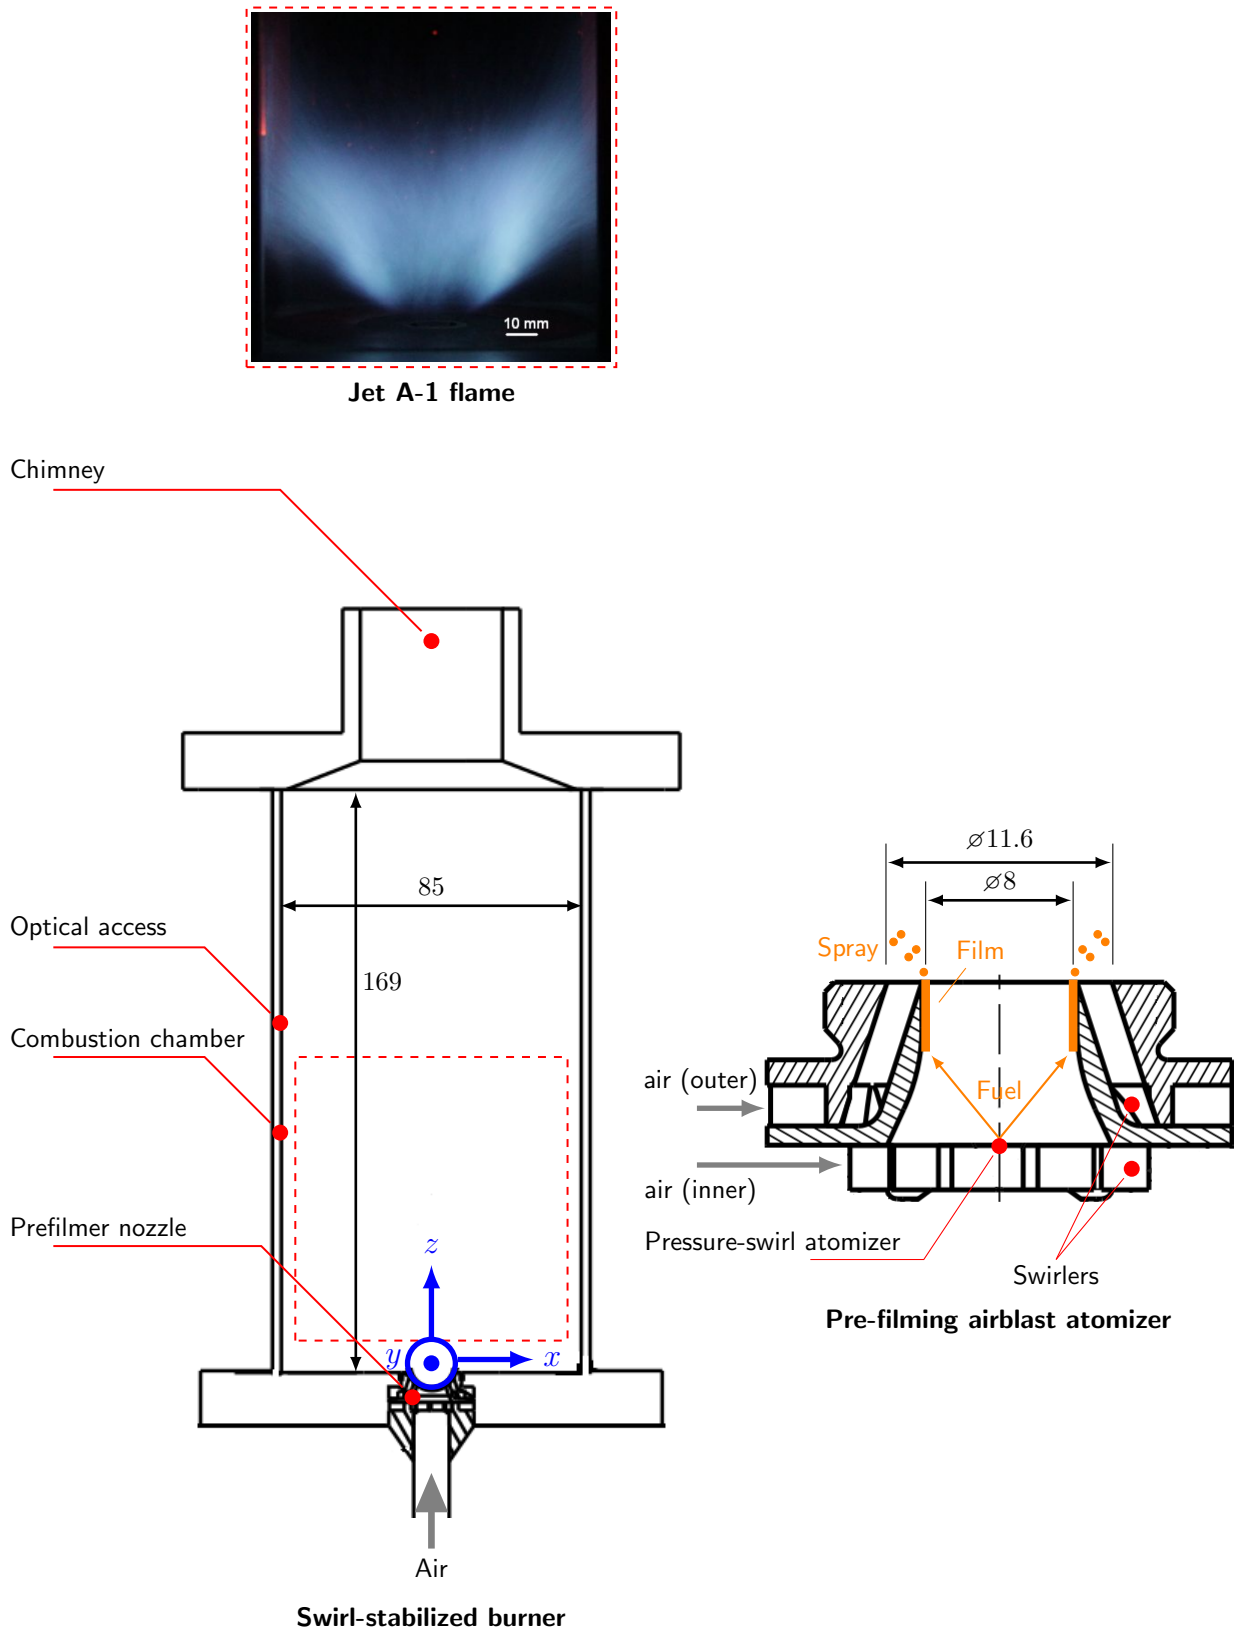 10 mm
Jet A-1 flame
Chimney
85
Optical access
169
Combustion chamber
Prefilmer nozzle
z
y
x
Air
Swirl-stabilized burner
⌀11.6
⌀8
Spray
Film
air (outer)
Fuel
air (inner)
Pressure-swirl atomizer
Swirlers
Pre-filming airblast atomizer